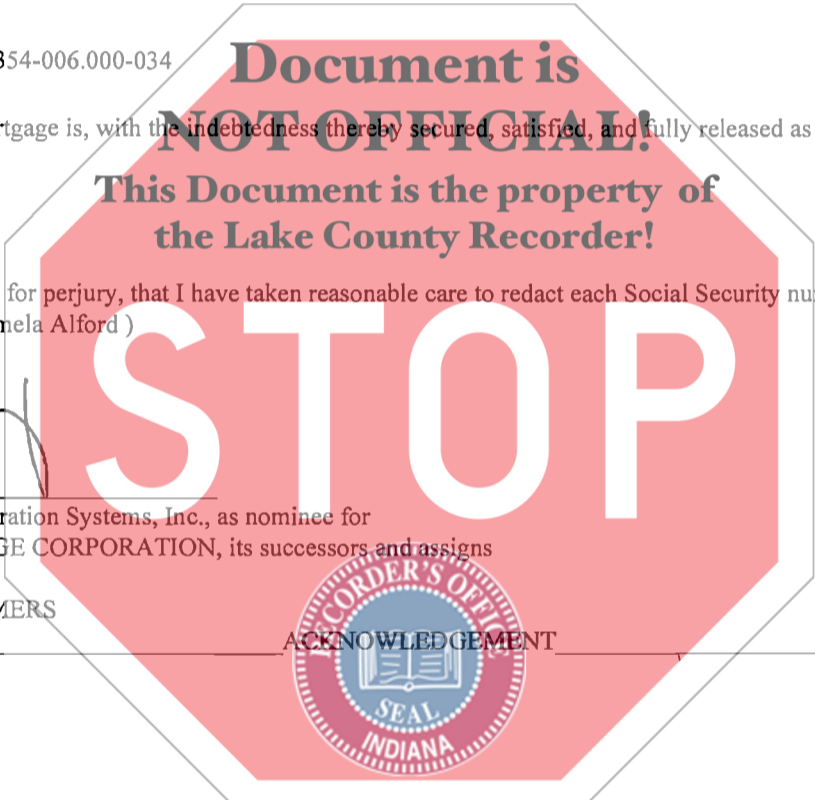 354-006.000-034
Document is
NOT OFFICIAL!
rtgage is, with the indebtedness thereby secured, satisfied, and fully released as
This Document is the property of
the Lake County Recorder!
for perjury, that I have taken reasonable care to redact each Social Security nu
nela Alford )
STOP
ration Systems, Inc., as nominee for
GE CORPORATION, its successors and assigns
MERS
ACKNOWLEDGEMENT
RECORDER'S OFFICE
SEAL
INDIANA